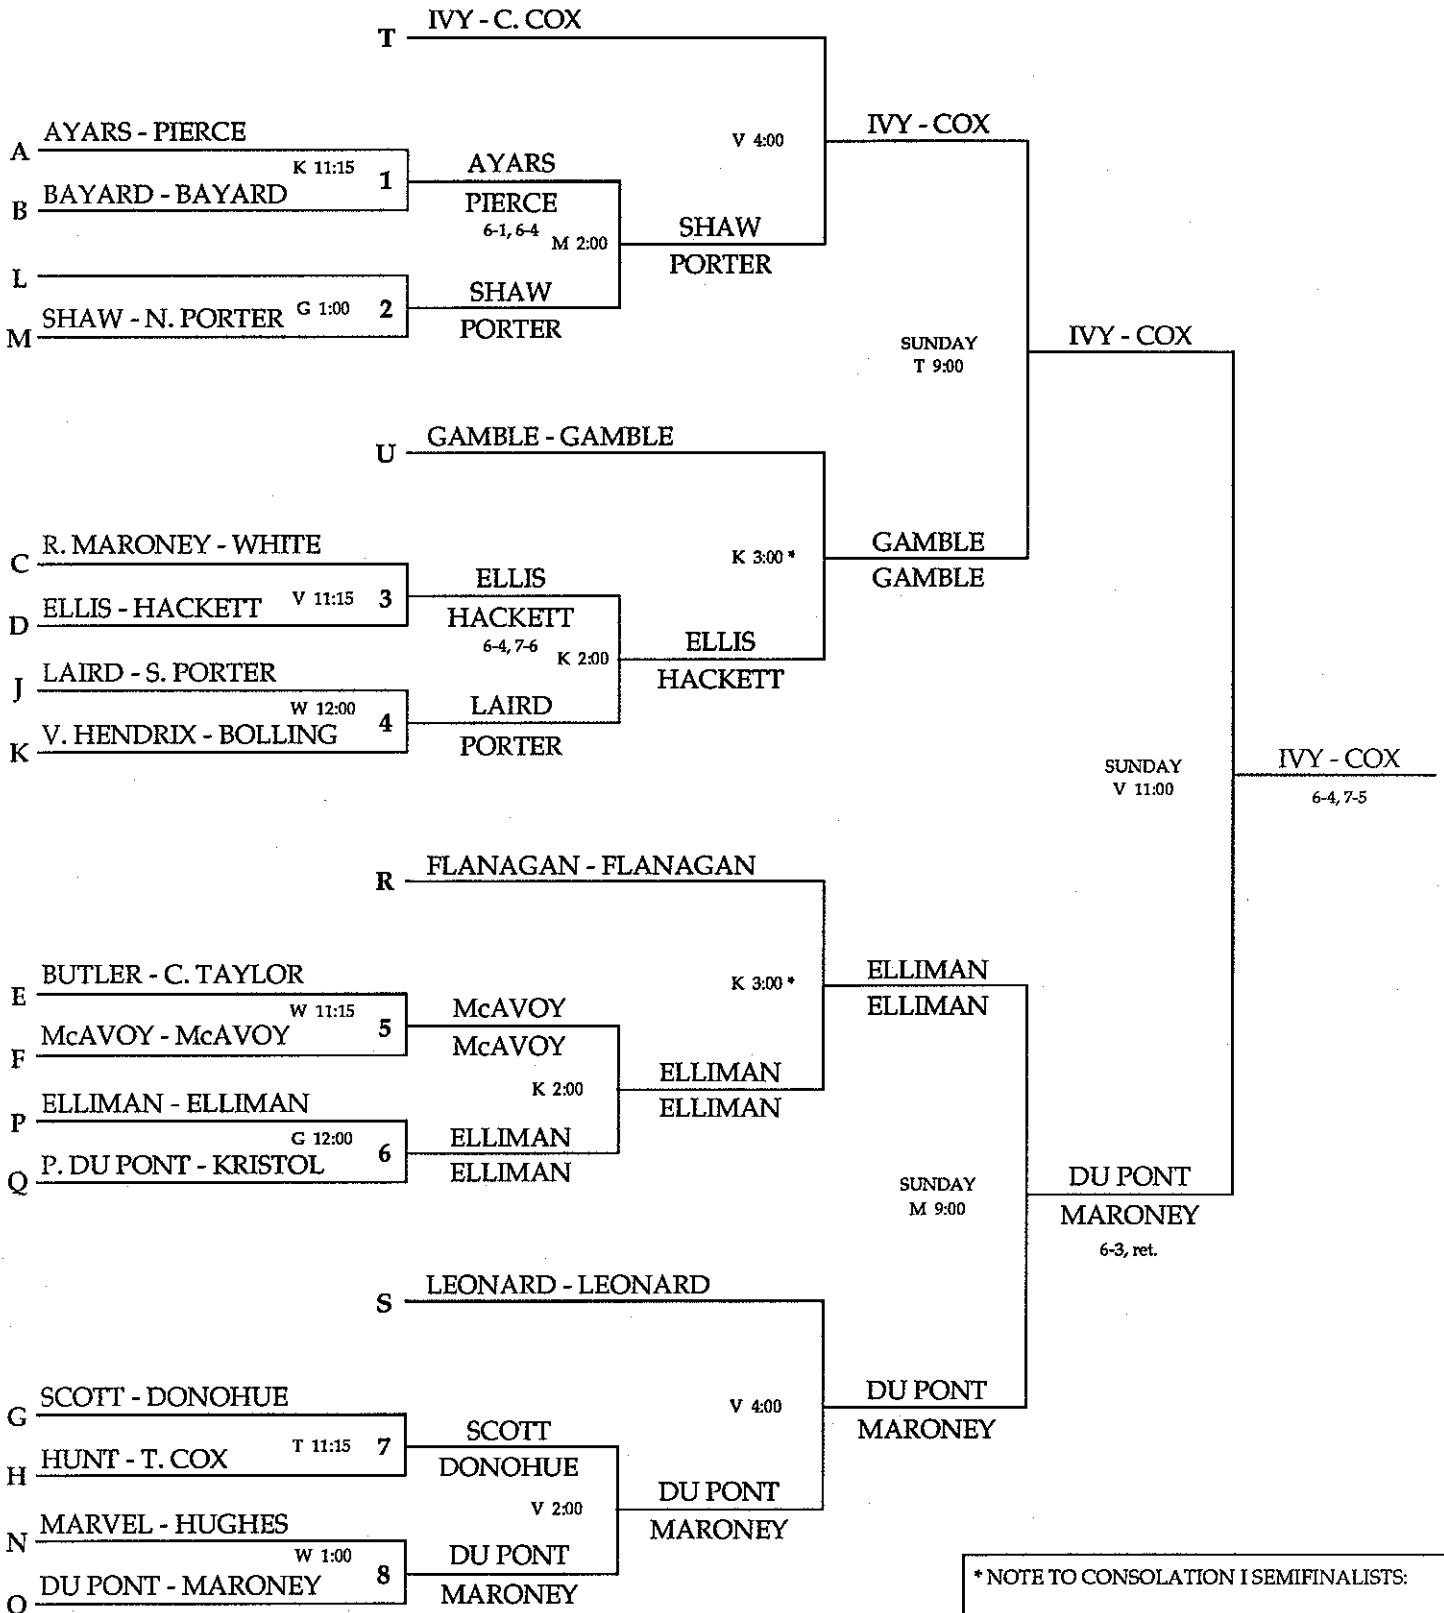 T IVY - C. COX
A AYARS - PIERCE
K 11:15 1
B BAYARD - BAYARD
AYARS
PIERCE
6-1, 6-4
L
G 1:00 2
M SHAW - N. PORTER
SHAW
PORTER
M 2:00
SHAW
PORTER
V 4:00
IVY - COX
U GAMBLE - GAMBLE
C R. MARONEY - WHITE
V 11:15 3
D ELLIS - HACKETT
ELLIS
HACKETT
6-4, 7-6
J LAIRD - S. PORTER
W 12:00 4
K V. HENDRIX - BOLLING
LAIRD
PORTER
K 2:00
ELLIS
HACKETT
K 3:00 *
GAMBLE
GAMBLE
SUNDAY
T 9:00
IVY - COX
R FLANAGAN - FLANAGAN
E BUTLER - C. TAYLOR
W 11:15 5
F McAVOY - McAVOY
McAVOY
McAVOY
P ELLIMAN - ELLIMAN
G 12:00 6
Q P. DU PONT - KRISTOL
ELLIMAN
ELLIMAN
K 2:00
ELLIMAN
ELLIMAN
K 3:00 *
ELLIMAN
ELLIMAN
S LEONARD - LEONARD
G SCOTT - DONOHUE
T 11:15 7
H HUNT - T. COX
SCOTT
DONOHUE
N MARVEL - HUGHES
W 1:00 8
O DU PONT - MARONEY
DU PONT
MARONEY
V 2:00
DU PONT
MARONEY
V 4:00
DU PONT
MARONEY
SUNDAY
M 9:00
DU PONT
MARONEY
6-3, ret.
SUNDAY
V 11:00
IVY - COX
6-4, 7-5
* NOTE TO CONSOLATION I SEMIFINALISTS: